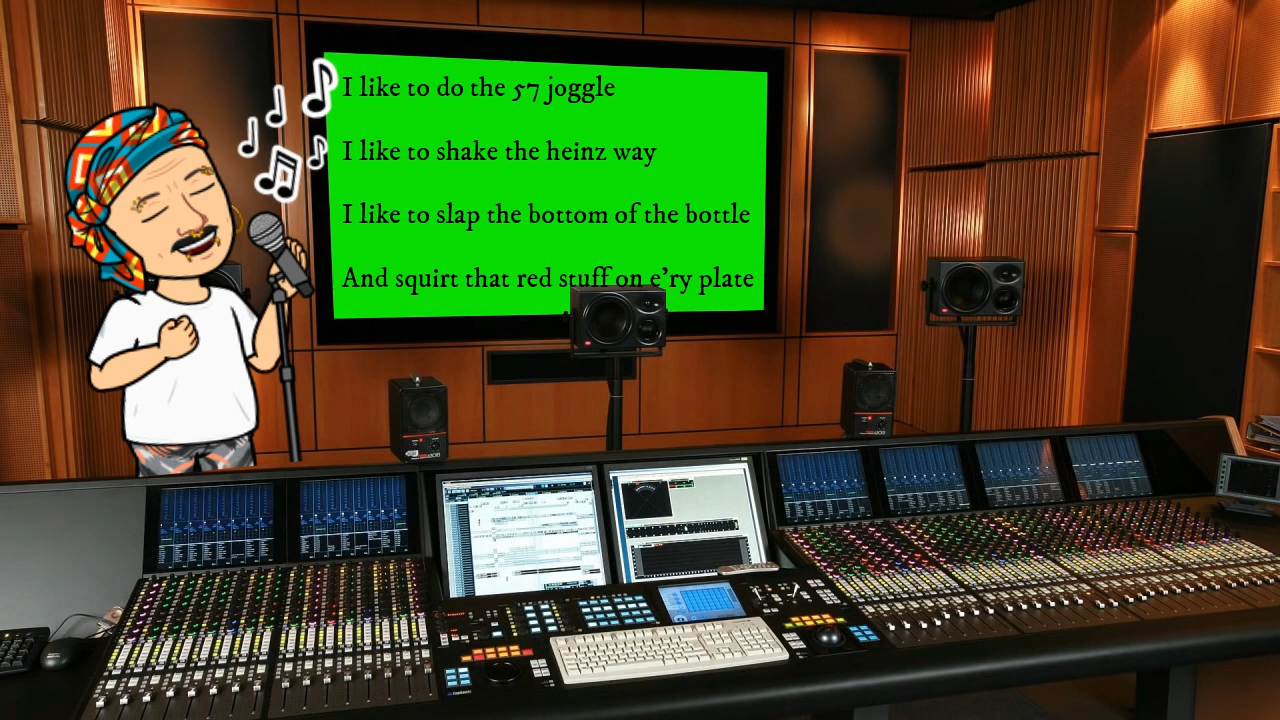 I like to do the 57 joggle
I like to shake the heinz way
I like to slap the bottom of the bottle
And squirt that red stuff on e'ry plate